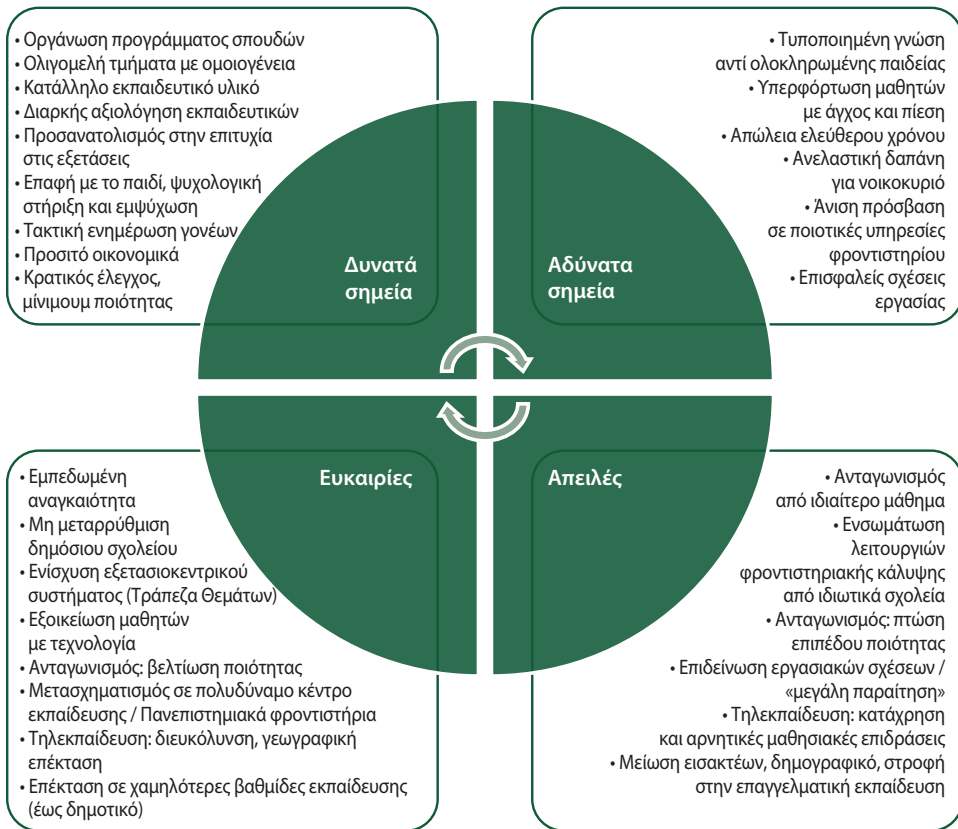 • Οργάνωση προγράμματος σπουδών
• Ολιγομελή τμήματα με ομοιογένεια
• Κατάλληλο εκπαιδευτικό υλικό
• Διαρκής αξιολόγηση εκπαιδευτικών
• Προσανατολισμός στην επιτυχία
στις εξετάσεις
• Επαφή με το παιδί, ψυχολογική
στήριξη και εμψύχωση
• Τακτική ενημέρωση γονέων
• Προσιτό οικονομικά
• Κρατικός έλεγχος,
μίνιμουμ ποιότητας
Δυνατά
σημεία
• Τυποποιημένη γνώση
αντί ολοκληρωμένης παιδείας
• Υπερφόρτωση μαθητών
με άγχος και πίεση
• Απώλεια ελεύθερου χρόνου
• Ανελαστική δαπάνη
για νοικοκυριό
• Άνιση πρόσβαση
σε ποιοτικές υπηρεσίες
φροντιστηρίου
• Επισφαλείς σχέσεις
εργασίας
Αδύνατα
σημεία
• Εμπεδωμένη
αναγκαιότητα
• Μη μεταρρύθμιση
δημόσιου σχολείου
• Ενίσχυση εξετασιοκεντρικού
συστήματος (Τράπεζα Θεμάτων)
• Εξοικείωση μαθητών
με τεχνολογία
• Ανταγωνισμός: βελτίωση ποιότητας
• Μετασχηματισμός σε πολυδύναμο κέντρο
εκπαίδευσης / Πανεπιστημιακά φροντιστήρια
• Τηλεκπαίδευση: διευκόλυνση, γεωγραφική
επέκταση
• Επέκταση σε χαμηλότερες βαθμίδες εκπαίδευσης
(έως δημοτικό)
Ευκαιρίες
Απειλές
• Ανταγωνισμός
από ιδιαίτερο μάθημα
• Ενσωμάτωση
λειτουργιών
φροντιστηριακής κάλυψης
από ιδιωτικά σχολεία
• Ανταγωνισμός: πτώση
επιπέδου ποιότητας
• Επιδείνωση εργασιακών σχέσεων /
«μεγάλη παραίτηση»
• Τηλεκπαίδευση: κατάχρηση
και αρνητικές μαθησιακές επιδράσεις
• Μείωση εισακτέων, δημογραφικό, στροφή
στην επαγγελματική εκπαίδευση